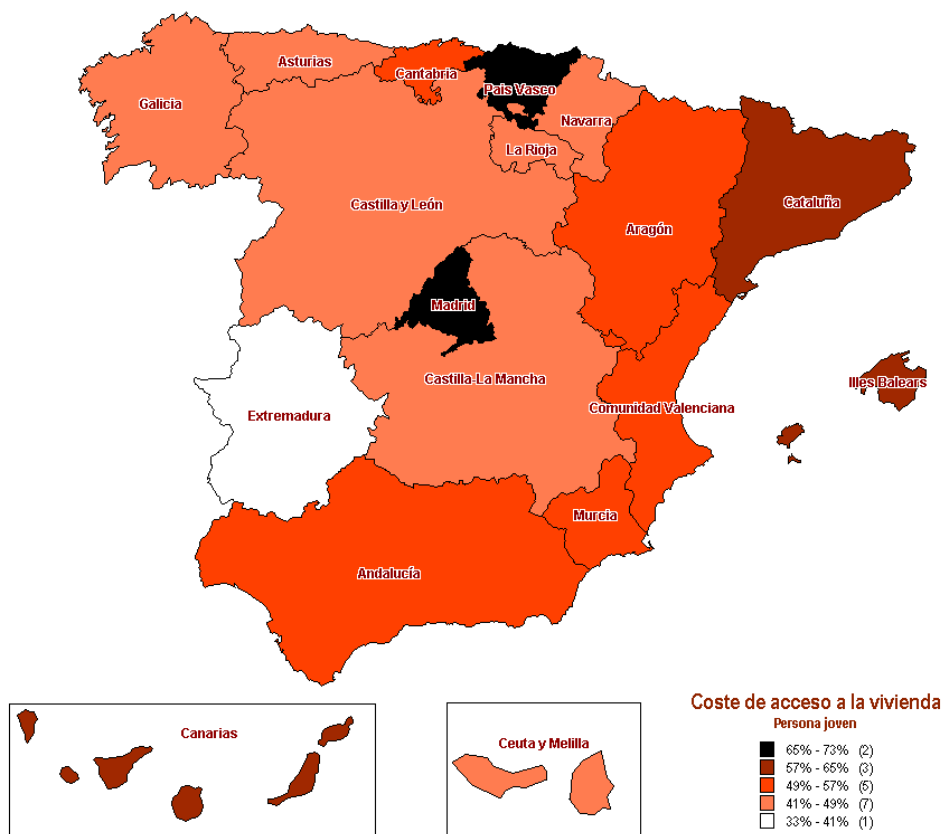 Asturias
Cantabria
Pais Vasco
Galicia
Navarra
La Rioja
Castilla y León
Cataluña
Aragón
Madrid
Castilla-La Mancha
Illes Balears
Extremadura
Comunidad Valenciana
Murcia
Andalucía
Canarias
Ceuta y Melilla
Coste de acceso a la vivienda
Persona joven
65% - 73% (2)
57% - 65% (3)
49% - 57% (5)
41% - 49% (7)
33% - 41% (1)